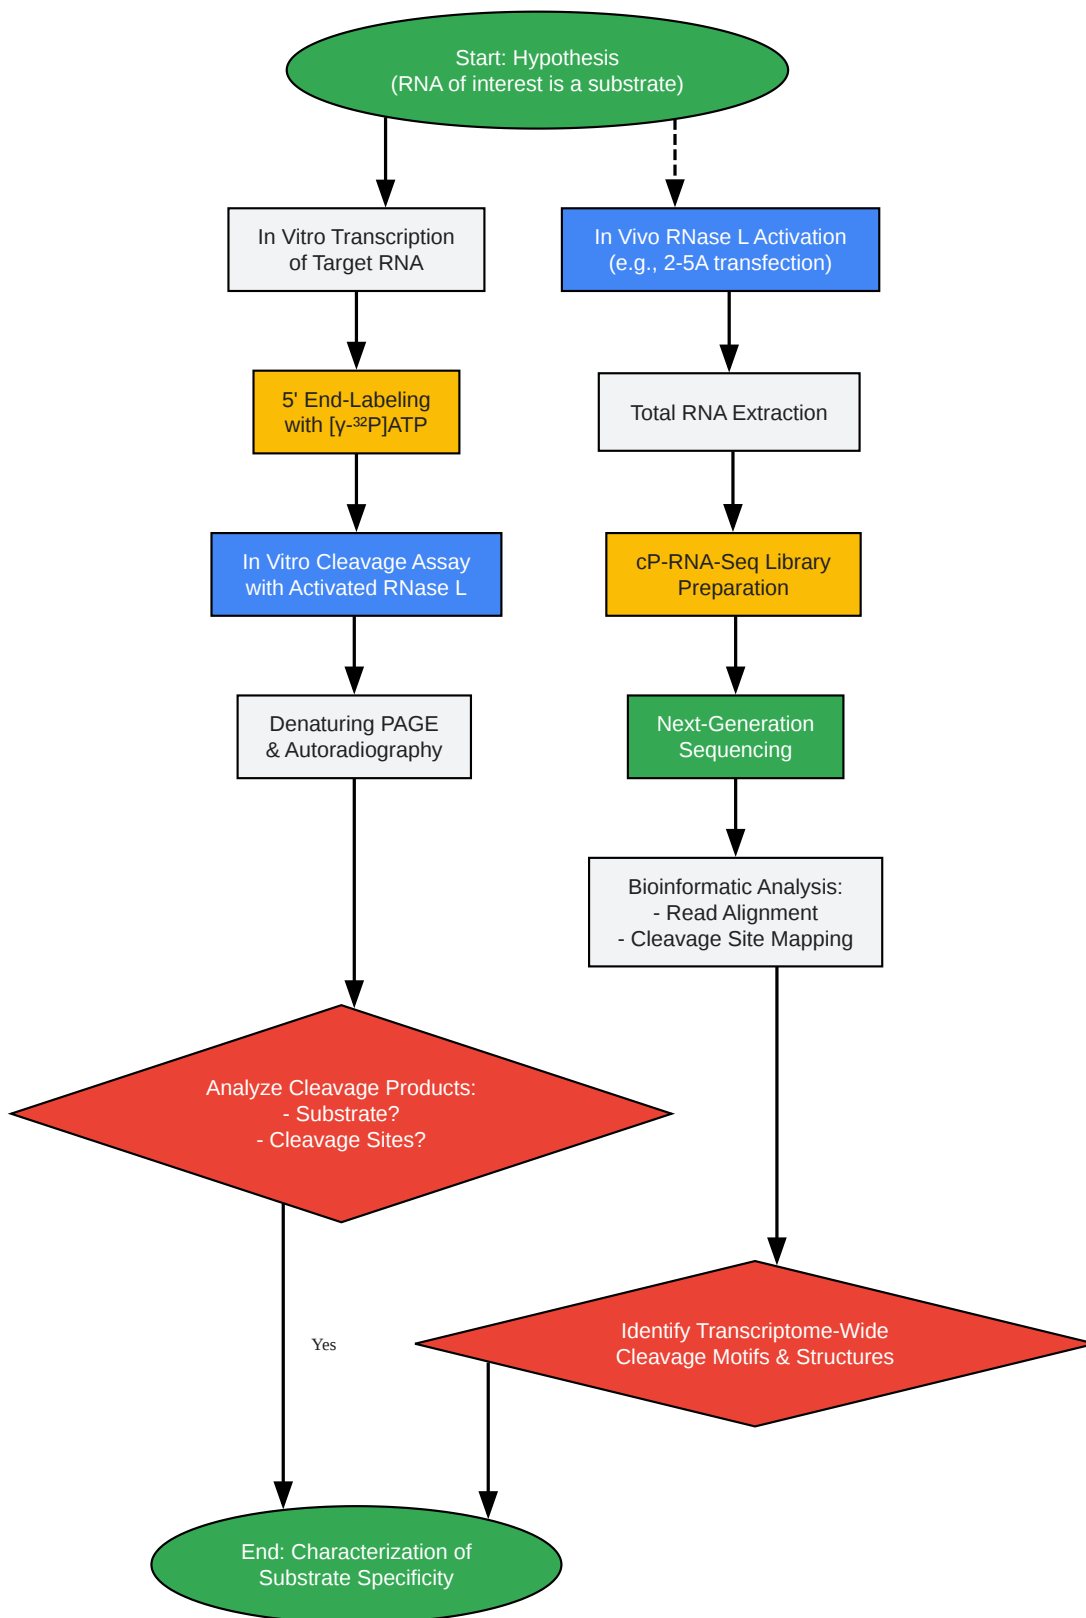 Start: Hypothesis
(RNA of interest is a substrate)
In Vitro Transcription
of Target RNA
In Vivo RNase L Activation
(e.g., 2-5A transfection)
5' End-Labeling
with [γ-³²P]ATP
Total RNA Extraction
In Vitro Cleavage Assay
with Activated RNase L
cP-RNA-Seq Library
Preparation
Denaturing PAGE
& Autoradiography
Next-Generation
Sequencing
Bioinformatic Analysis:
- Read Alignment
- Cleavage Site Mapping
Analyze Cleavage Products:
- Substrate?
- Cleavage Sites?
Identify Transcriptome-Wide
Cleavage Motifs & Structures
Yes
End: Characterization of
Substrate Specificity